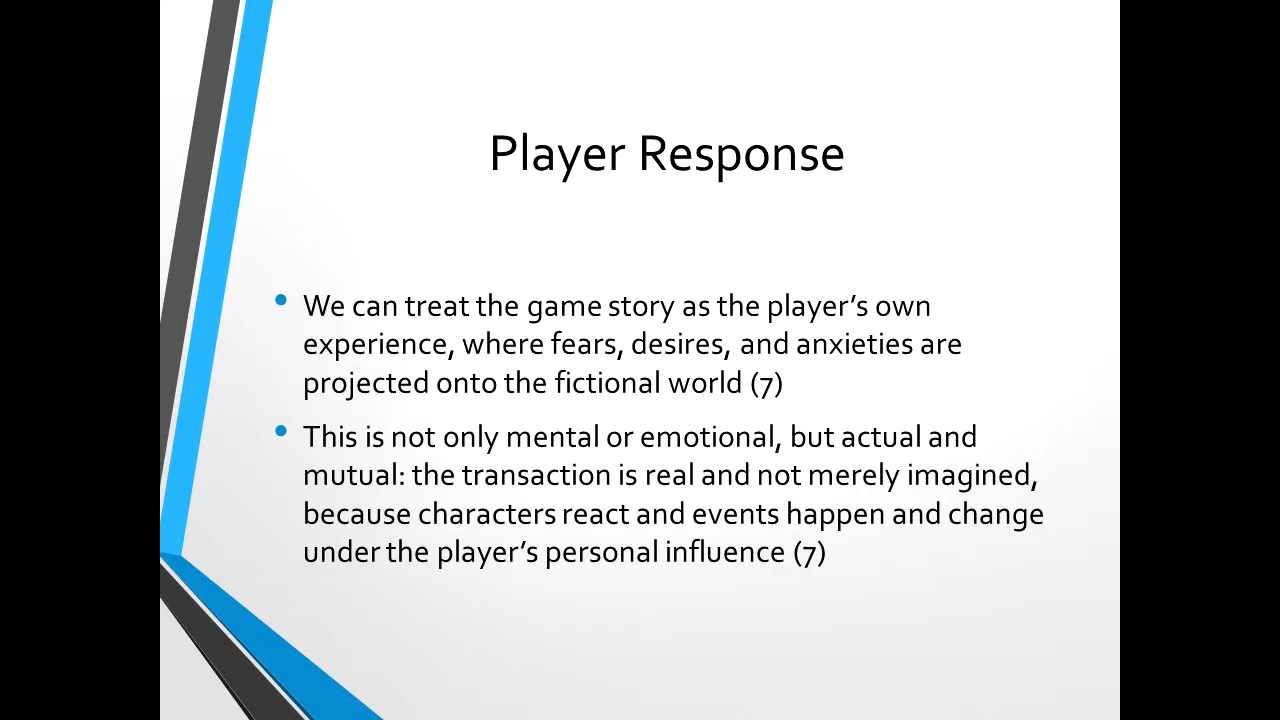 Player Response
• We can treat the game story as the player’s own
experience, where fears, desires, and anxieties are
projected onto the fictional world (7)
• This is not only mental or emotional, but actual and
mutual: the transaction is real and not merely imagined,
because characters react and events happen and change
under the player’s personal influence (7)